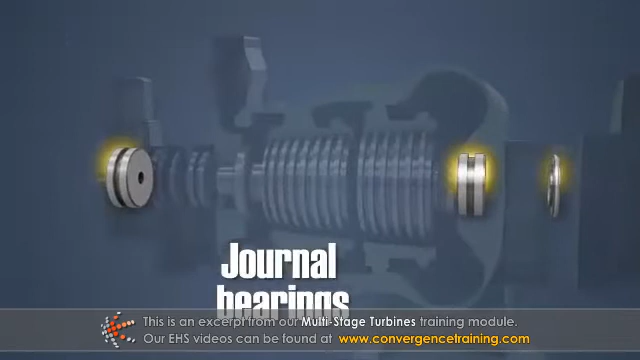 Journal
bearings
This is an excerpt from our Multi-Stage Turbines training module.
Our EHS videos can be found at www.convergencetraining.com